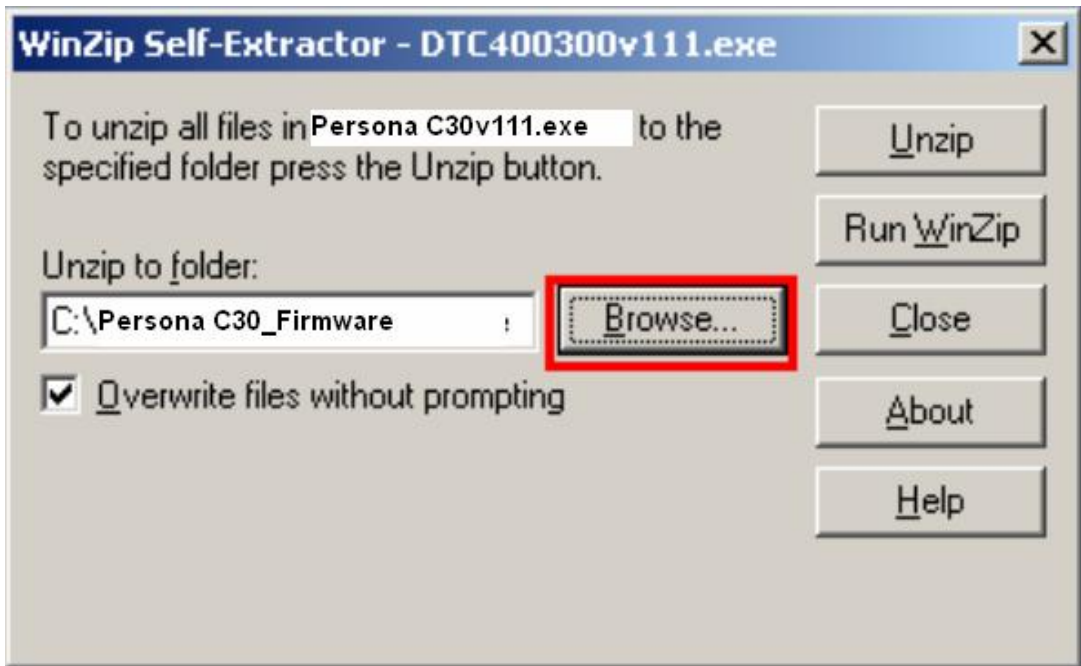 WinZip Self-Extractor - DTC400300v111.exe
To unzip all files in Persona C30v111.exe to the
specified folder press the Unzip button.
Unzip to folder:
C:\Persona C30_Firmware
Browse...
Overwrite files without prompting
Unzip
Run WinZip
Close
About
Help